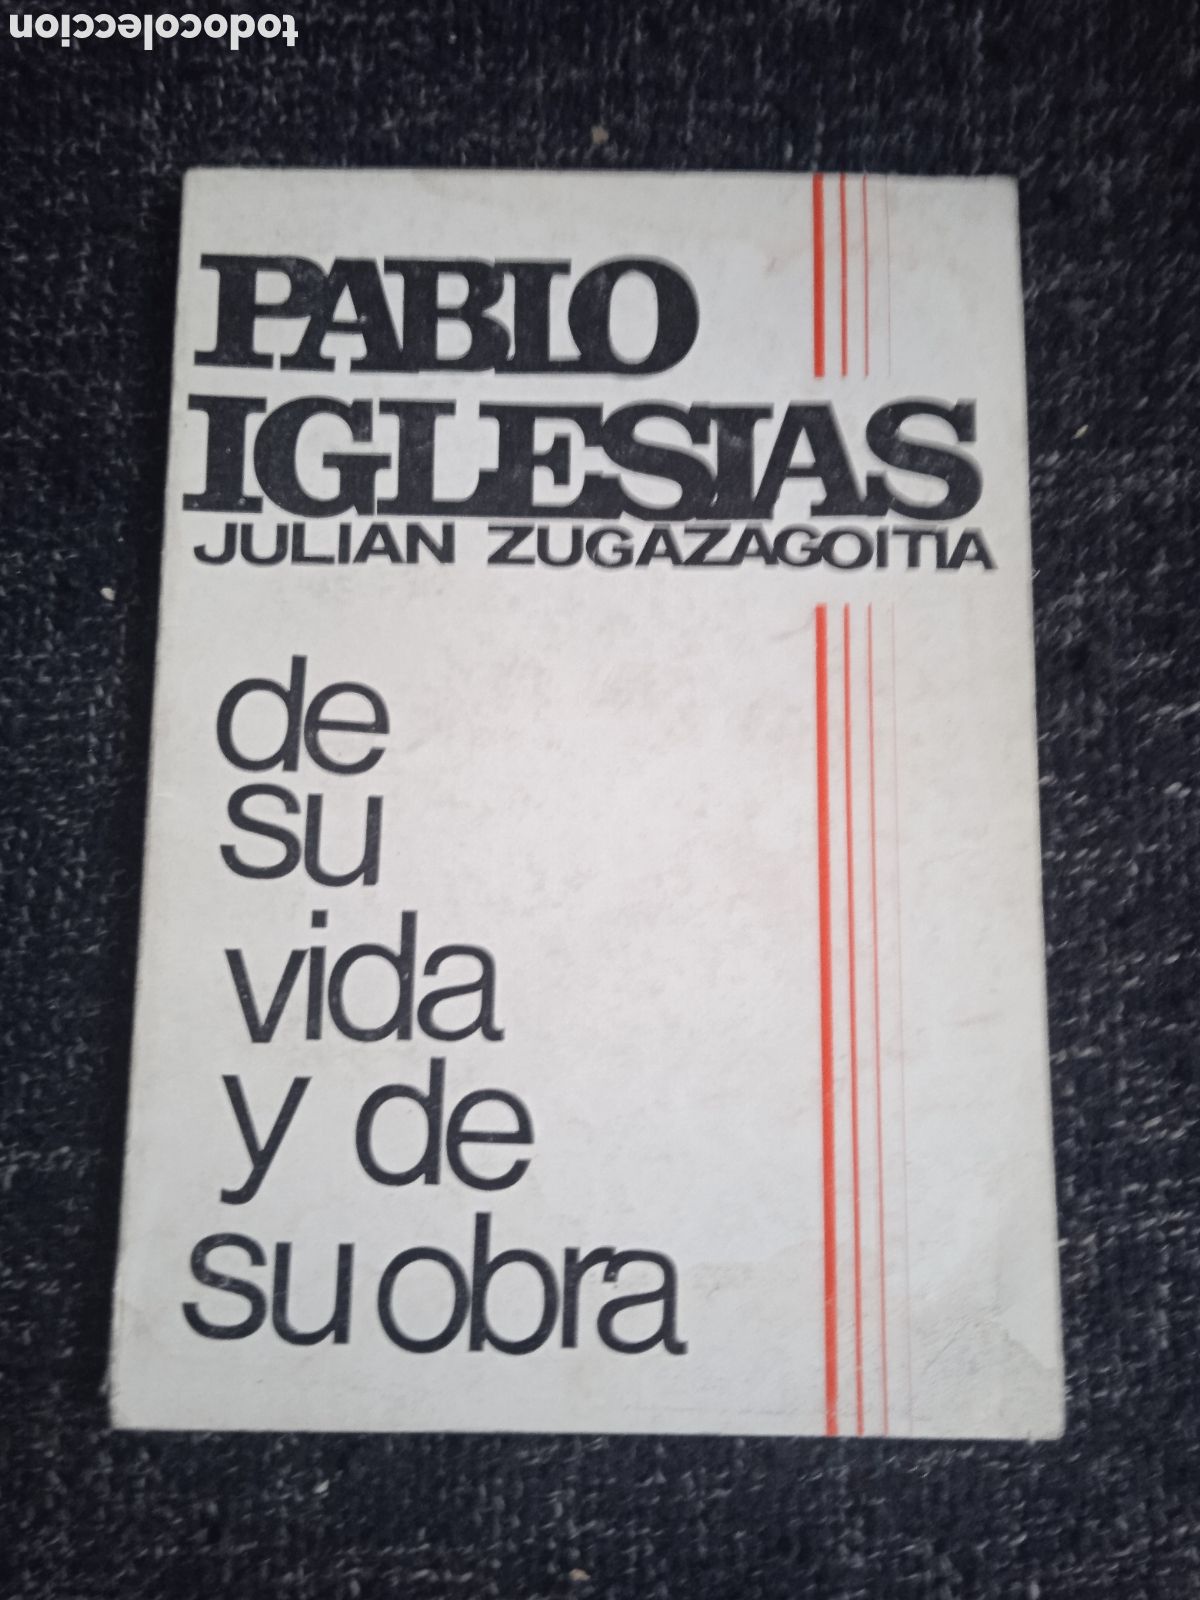 todocoleccion
PABLO
IGLESIAS
JULIAN ZUGAZAGOITIA
de
su
vida
y de
su obra